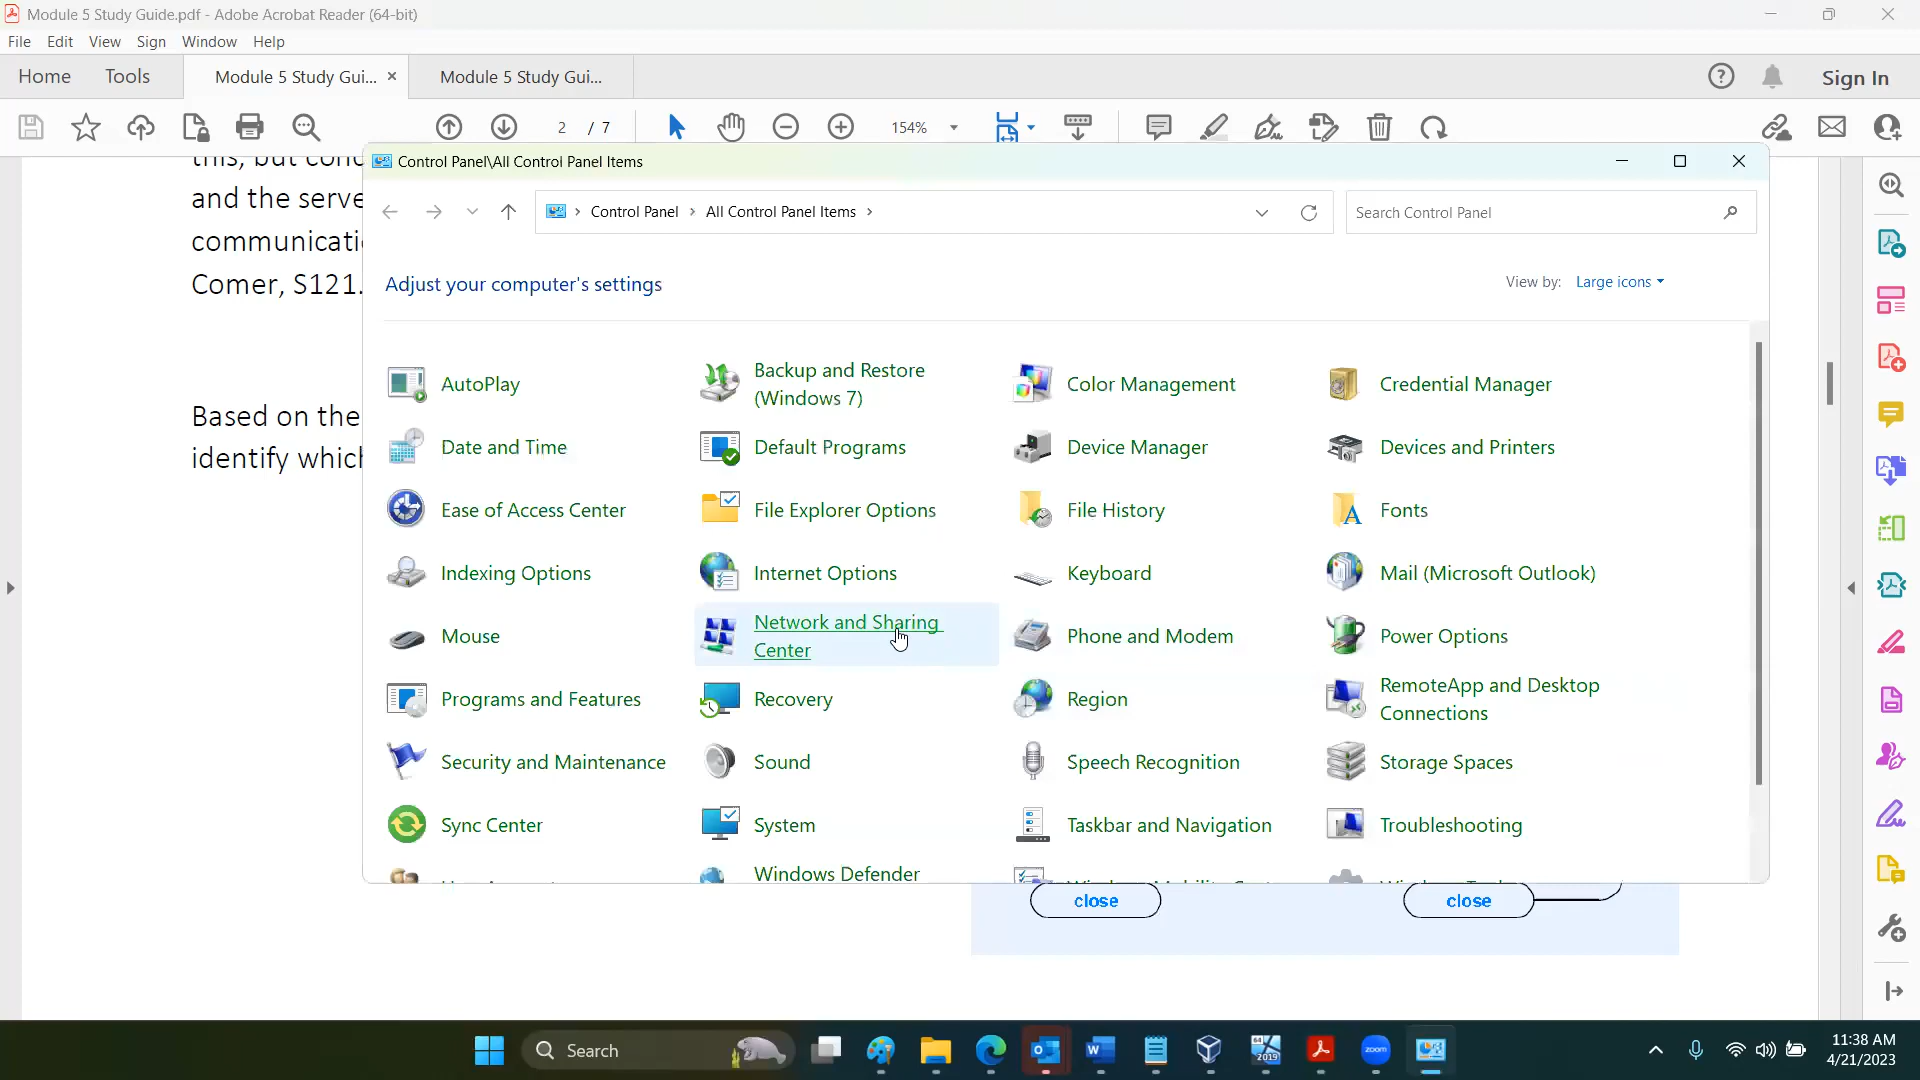 Module 5 Study Guide.pdf - Adobe Acrobat Reader (64-bit)
File Edit View Sign Window Help
Home Tools Module 5 Study Gui... × Module 5 Study Gui... Sign In
2 / 7 154%
and the serve
communicati
Comer, S121.
Based on the
identify which
Control Panel\All Control Panel Items
Control Panel > All Control Panel Items >
Search Control Panel
Adjust your computer's settings
View by: Large icons
AutoPlay
Backup and Restore
(Windows 7)
Color Management
Credential Manager
Date and Time
Default Programs
Device Manager
Devices and Printers
Ease of Access Center
File Explorer Options
File History
Fonts
Indexing Options
Internet Options
Keyboard
Mail (Microsoft Outlook)
Mouse
Network and Sharing
Center
Phone and Modem
Power Options
Programs and Features
Recovery
Region
RemoteApp and Desktop
Connections
Security and Maintenance
Sound
Speech Recognition
Storage Spaces
Sync Center
System
Taskbar and Navigation
Troubleshooting
Windows Defender
close
close
Search
64
2019
zoom
11:38 AM
4/21/2023